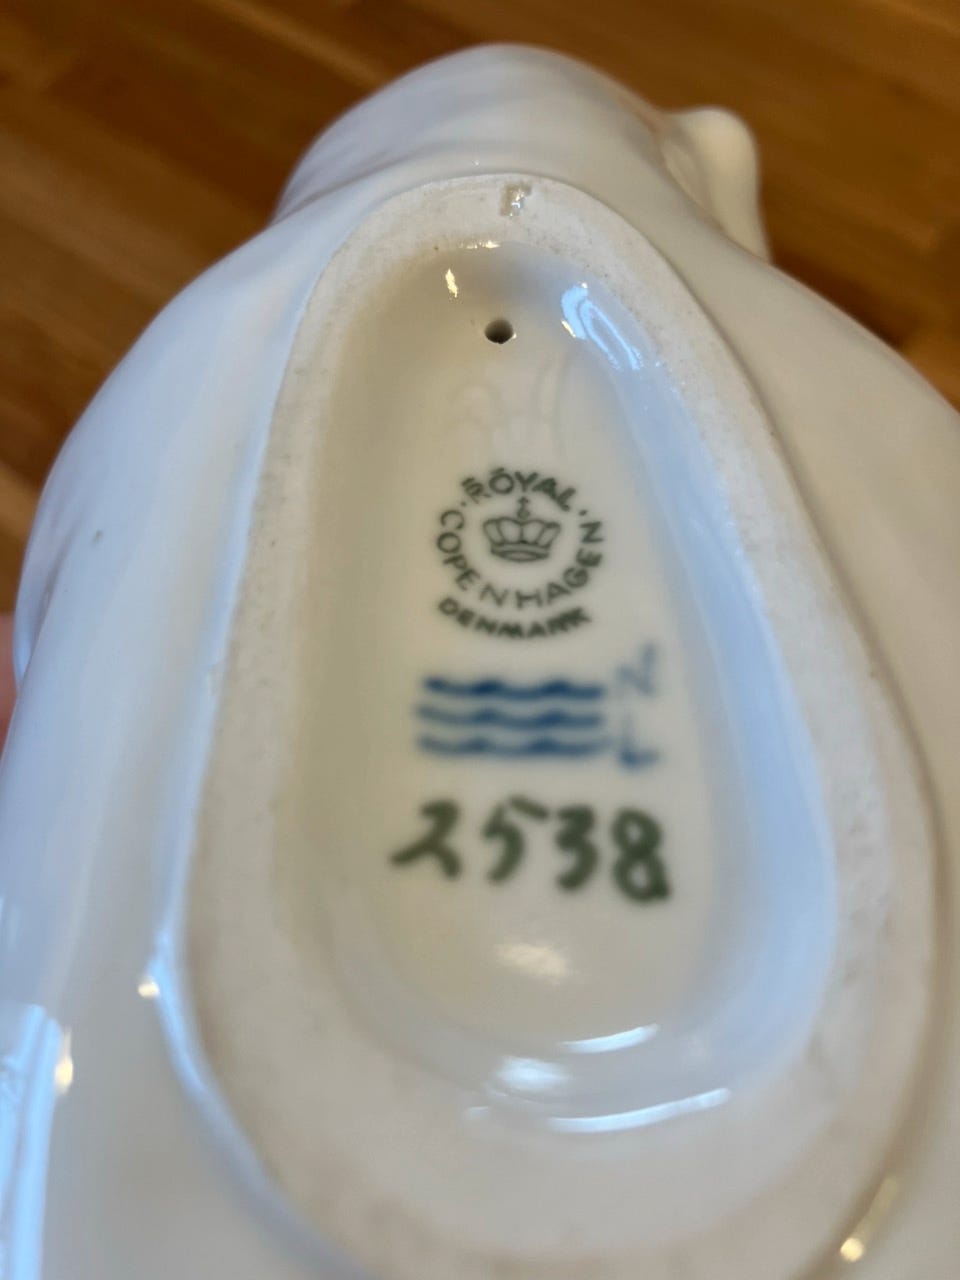 ROYAL
COPENHAGEN
DENMARK
2538